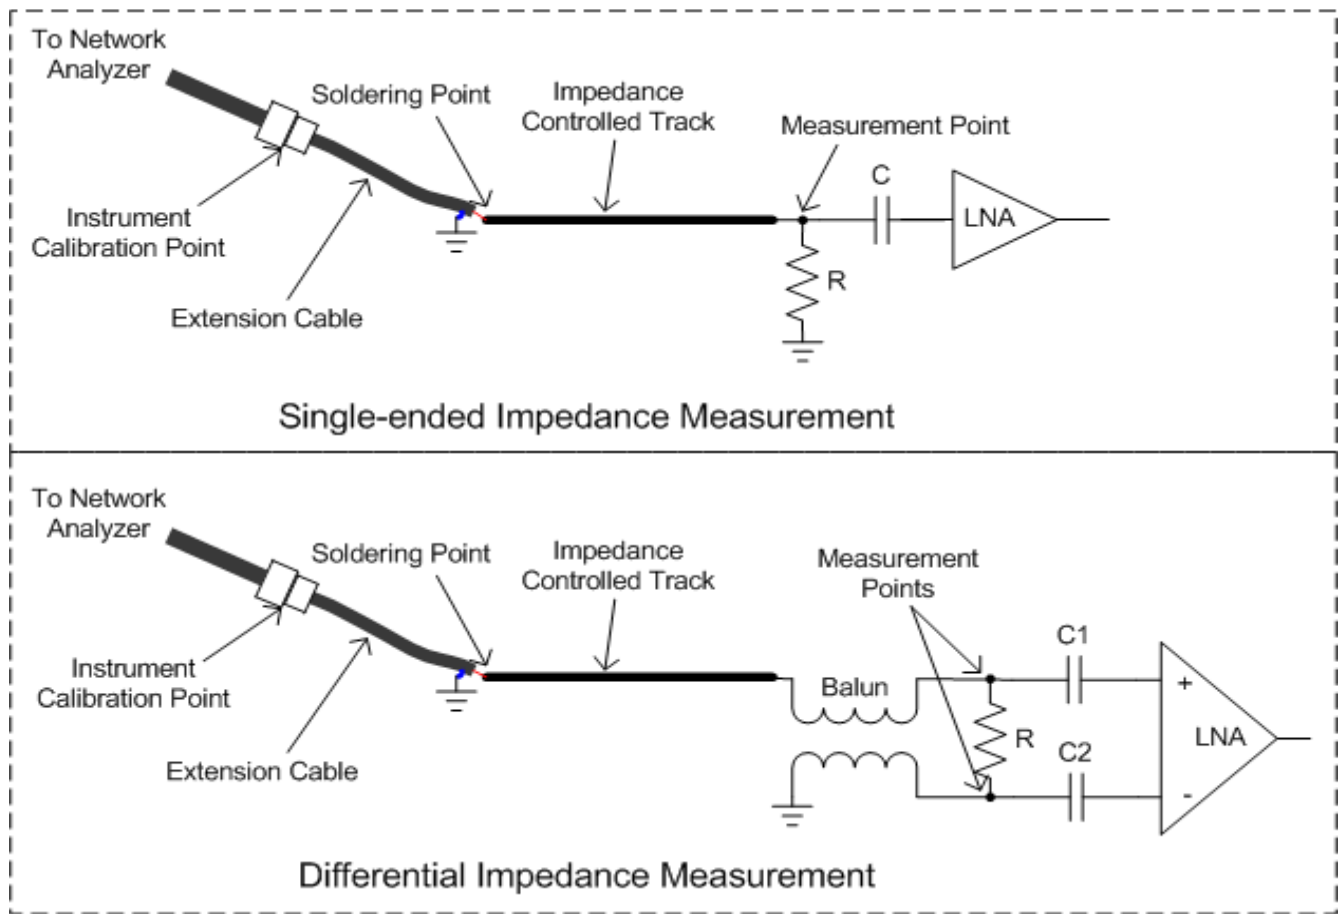 To Network
Analyzer
Soldering Point
Impedance
Controlled Track
Measurement Point
C
LNA
R
Instrument
Calibration Point
Extension Cable
Single-ended Impedance Measurement
To Network
Analyzer
Soldering Point
Impedance
Controlled Track
Measurement
Points
C1
Balun
+
R
LNA
C2
-
Instrument
Calibration Point
Extension Cable
Differential Impedance Measurement